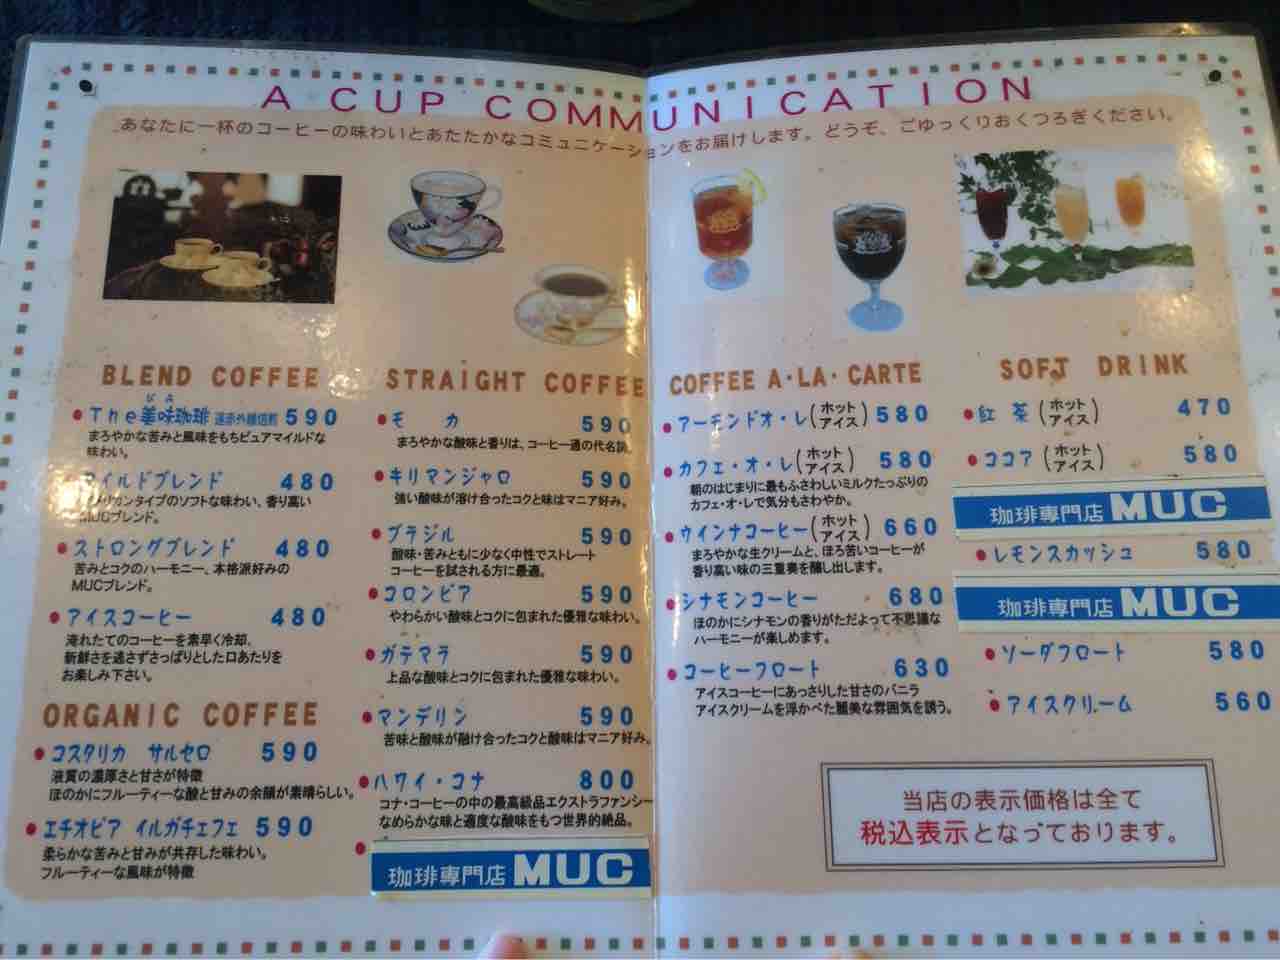 A CUP COMMUNICATION
あなたに一杯のコーヒーの味わいとあたたかなコミュニケーションをお届けします。どうぞ、ごゆっくりおくつろぎください。
BLEND COFFEE
びみ
The美味珈琲 遠赤外線焙煎 590
まろやかな苦みと風味をもちピュアマイルドな
味わい。
マイルドブレンド 480
メリカンタイプのソフトな味わい、香り高い
MUCブレンド。
ストロングブレンド 480
苦みとコクのハーモニー、本格派好みの
MUCブレンド。
アイスコーヒー 480
淹れたてのコーヒーを素早く冷却、
新鮮さを逃さずさっぱりとした口あたりを
お楽しみ下さい。
ORGANIC COFFEE
コスタリカ サルセロ 590
液質の濃厚さと甘さが特徴
ほのかにフルーティーな酸と甘みの余韻が素晴らしい。
エチオピア イルガチェフェ 590
柔らかな苦みと甘みが共存した味わい。
フルーティーな風味が特徴
STRAIGHT COFFEE
モカ 590
まろやかな酸味と香りは、コーヒー通の代名詞。
キリマンジャロ 590
強い酸味が溶け合ったコクと味はマニア好み。
ブラジル 590
酸味・苦みともに少なく中性でストレート
コーヒーを試される方に最適。
コロンビア 590
やわらかい酸味とコクに包まれた優雅な味わい。
ガテマラ 590
上品な酸味とコクに包まれた優雅な味わい。
マンデリン 590
苦味と酸味が融け合ったコクと酸味はマニア好み。
ハワイ・コナ 800
コナ・コーヒーの中の最高級品エクストラファンシー
なめらかな味と適度な酸味をもつ世界的絶品。
珈琲専門店 MUC
COFFEE A・LA・CARTE
アーモンドオ・レ(ホット アイス) 580
カフェ・オ・レ(ホット アイス) 580
朝のはじまりに最もふさわしいミルクたっぷりの
カフェ・オ・レで気分もさわやか。
ウインナコーヒー(ホット アイス) 660
まろやかな生クリームと、ほろ苦いコーヒーが
香り高い味の三重奏を醸し出します。
シナモンコーヒー 680
ほのかにシナモンの香りがただよって不思議な
ハーモニーが楽しめます。
コーヒーフロート 630
アイスコーヒーにあっさりした甘さのバニラ
アイスクリームを浮かべた麗美な雰囲気を誘う。
SOFT DRINK
紅茶(ホット アイス) 470
ココア(ホット アイス) 580
珈琲専門店 MUC
レモンスカッシュ 580
珈琲専門店 MUC
ソーダフロート 580
アイスクリーム 560
当店の表示価格は全て
税込表示となっております。